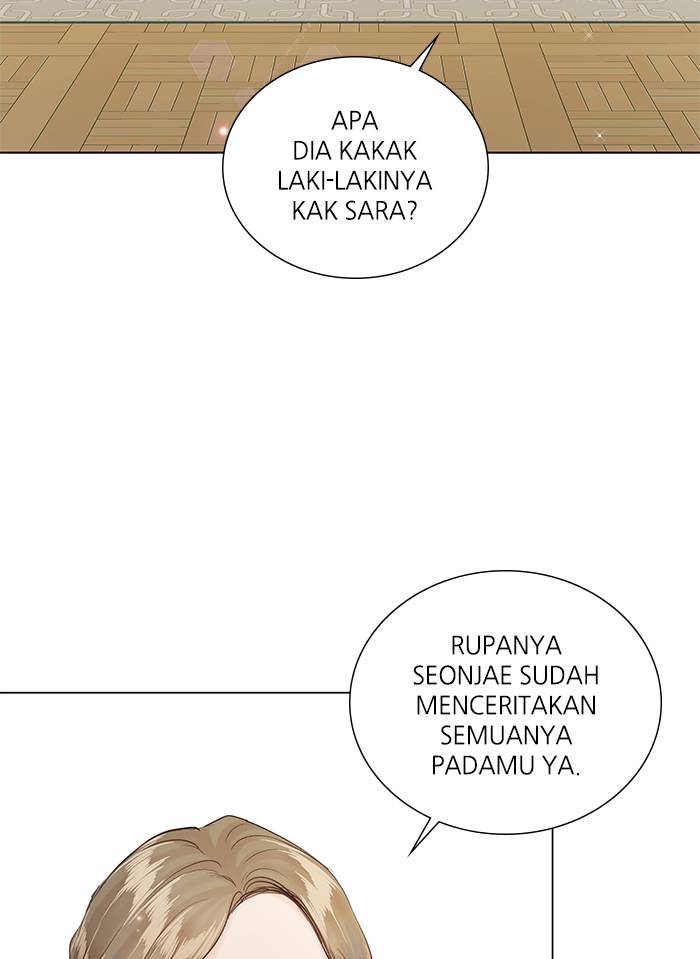 APA
DIA KAKAK
LAKI-LAKINYA
KAK SARA?
RUPANYA
SEONJAE SUDAH
MENCERITAKAN
SEMUANYA
PADAMU YA.